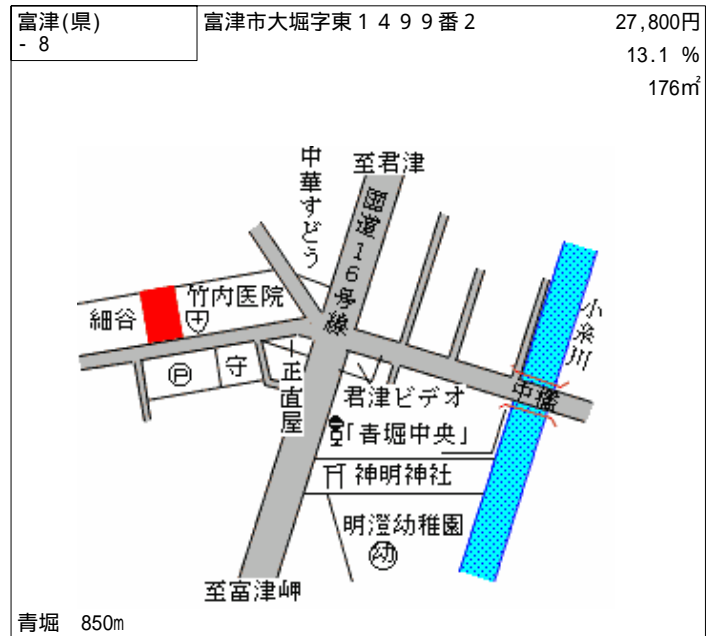 富津(県)
- 8
富津市大堀字東１４９９番２
27,800円
13.1 %
176㎡
中華すどう
至君津
国道16号線
竹内医院
細谷
小糸川
P
守
正直屋
君津ビデオ
中橋
「青堀中央」
神明神社
明澄幼稚園
幼
至富津岬
青堀 850m